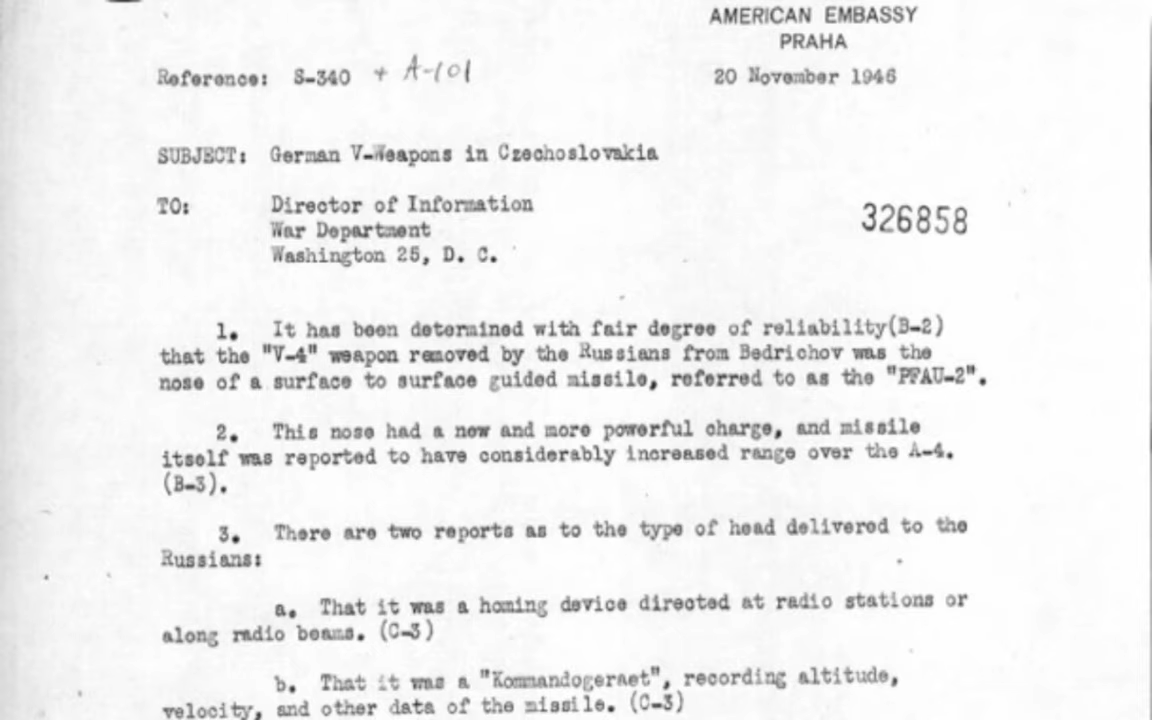 AMERICAN EMBASSY
PRAHA
Reference: S-340 + A-101
20 November 1946
SUBJECT: German V-Weapons in Czechoslovakia
TO: Director of Information
War Department
Washington 25, D. C.
326858
1. It has been determined with fair degree of reliability(B-2)
that the "V-4" weapon removed by the Russians from Bedrichov was the
nose of a surface to surface guided missile, referred to as the "PFAU-2".
2. This nose had a new and more powerful charge, and missile
itself was reported to have considerably increased range over the A-4.
(B-3).
3. There are two reports as to the type of head delivered to the
Russians:
a. That it was a homing device directed at radio stations or
along radio beams. (C-3)
b. That it was a "Kommandogeraet", recording altitude,
velocity, and other data of the missile. (C-3)